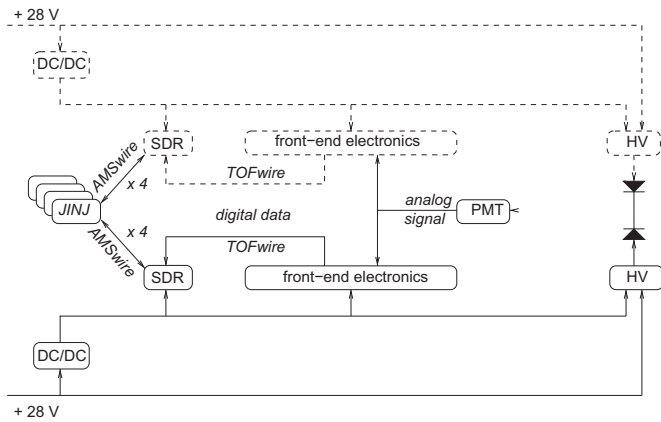 + 28 V
DC/DC
SDR
front−end electronics
HV
AMSwire
TOFwire
x 4
JINJ
analog
signal
PMT
digital data
x 4
AMSwire
TOFwire
SDR
front−end electronics
HV
DC/DC
+ 28 V